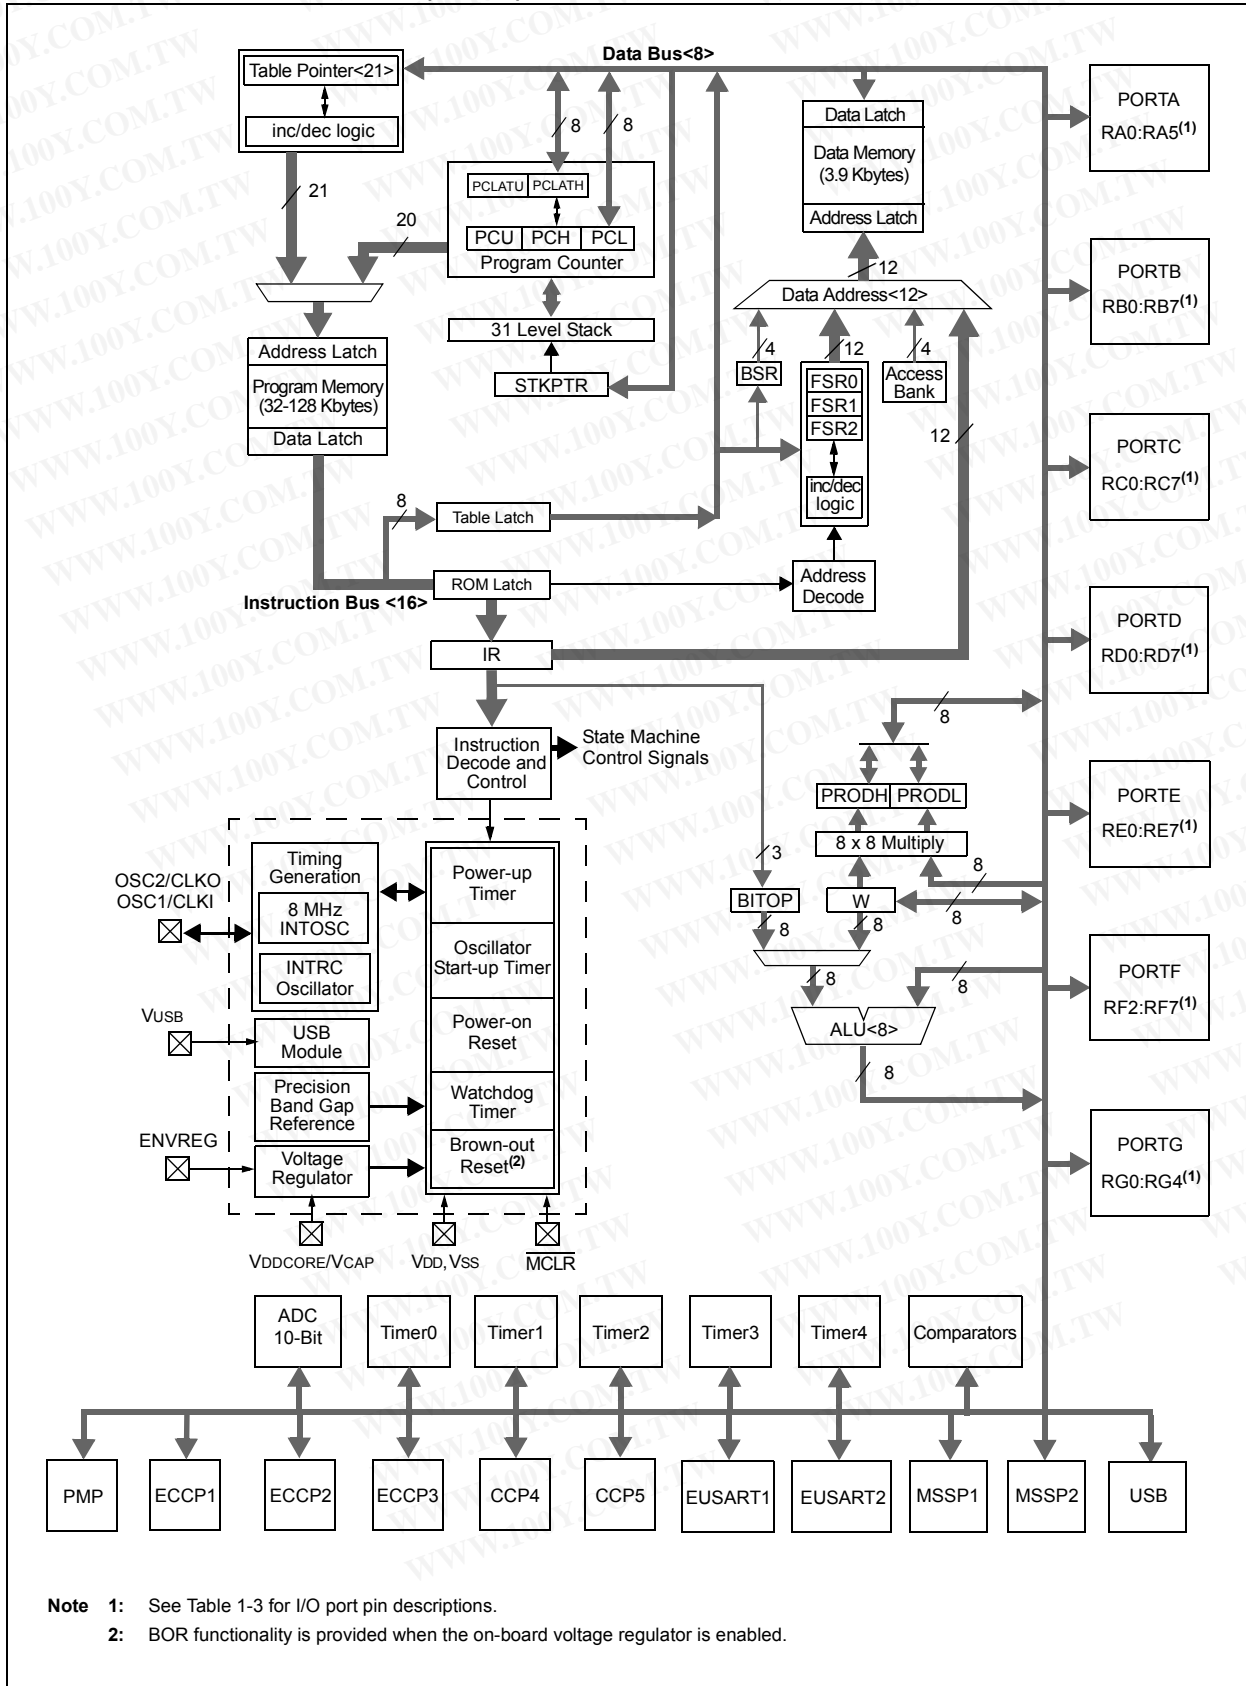 Data Bus<8>
Table Pointer<21>
inc/dec logic
21
8
8
20
PCLATU
PCLATH
PCU
PCH
PCL
Program Counter
31 Level Stack
STKPTR
Address Latch
Program Memory
(32-128 Kbytes)
Data Latch
8
Table Latch
ROM Latch
Instruction Bus <16>
IR
Data Latch
Data Memory
(3.9 Kbytes)
Address Latch
12
Data Address<12>
4
12
4
BSR
FSR0
FSR1
FSR2
inc/dec
logic
Access
Bank
12
Address
Decode
Instruction
Decode and
Control
State Machine
Control Signals
8
PRODH
PRODL
8 x 8 Multiply
3
8
BITOP
W
8
8
8
8
8
ALU<8>
8
PORTA
RA0:RA5(1)
PORTB
RB0:RB7(1)
PORTC
RC0:RC7(1)
PORTD
RD0:RD7(1)
PORTE
RE0:RE7(1)
PORTF
RF2:RF7(1)
PORTG
RG0:RG4(1)
OSC2/CLKO
OSC1/CLKI
Timing
Generation
8 MHz
INTOSC
INTRC
Oscillator
VUSB
USB
Module
Precision
Band Gap
Reference
ENVREG
Voltage
Regulator
Power-up
Timer
Oscillator
Start-up Timer
Power-on
Reset
Watchdog
Timer
Brown-out
Reset(2)
VDDCORE/VCAP
VDD, VSS
MCLR
ADC
10-Bit
Timer0
Timer1
Timer2
Timer3
Timer4
Comparators
PMP
ECCP1
ECCP2
ECCP3
CCP4
CCP5
EUSART1
EUSART2
MSSP1
MSSP2
USB
Note 1: See Table 1-3 for I/O port pin descriptions.
2: BOR functionality is provided when the on-board voltage regulator is enabled.
WWW.100Y.COM.TW